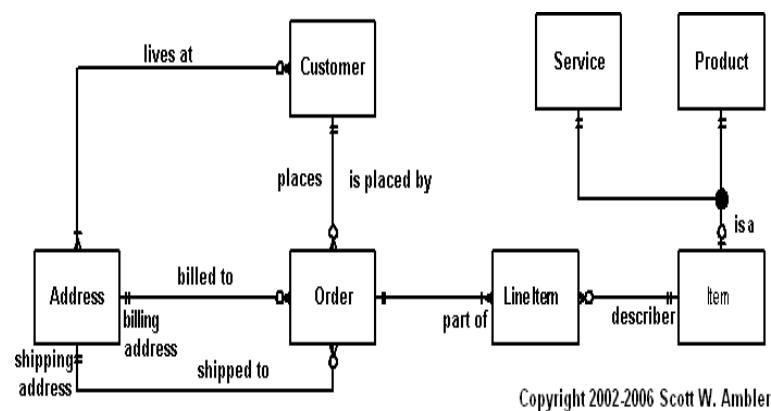 lives at
Customer
Service
Product
places
is placed by
is a
Address
billed to
Order
LineItem
Item
billing
address
part of
describer
shipping
address
shipped to
Copyright 2002-2006 Scott W. Ambler